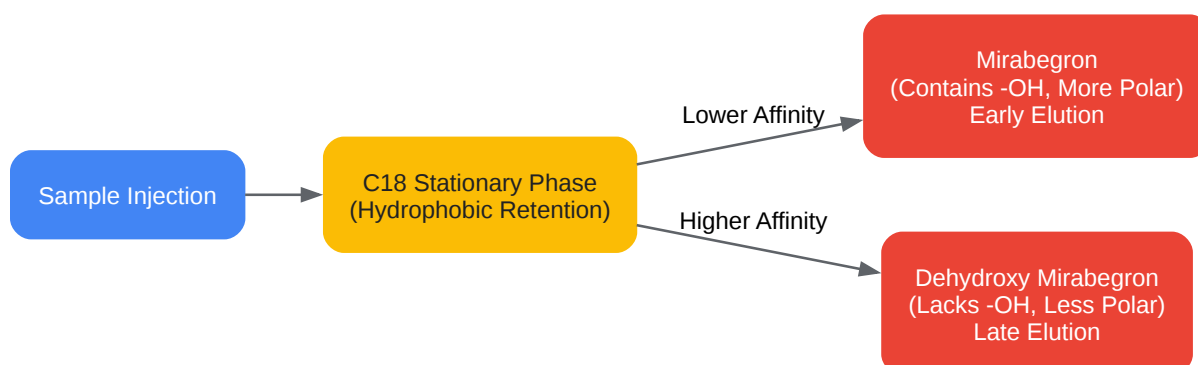 Sample Injection
C18 Stationary Phase
(Hydrophobic Retention)
Lower Affinity
Higher Affinity
Mirabegron
(Contains -OH, More Polar)
Early Elution
Dehydroxy Mirabegron
(Lacks -OH, Less Polar)
Late Elution